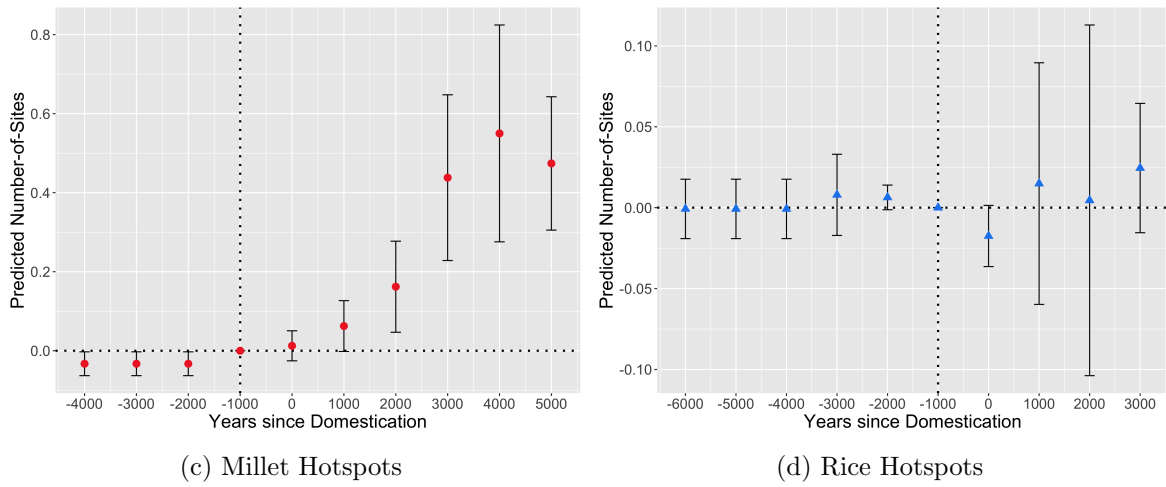 0.8
0.6
0.4
0.2
0.0
Predicted Number-of-Sites
-4000 -3000 -2000 -1000 0 1000 2000 3000 4000 5000
Years since Domestication
(c) Millet Hotspots
0.10
0.05
0.00
-0.05
-0.10
Predicted Number-of-Sites
-6000 -5000 -4000 -3000 -2000 -1000 0 1000 2000 3000
Years since Domestication
(d) Rice Hotspots